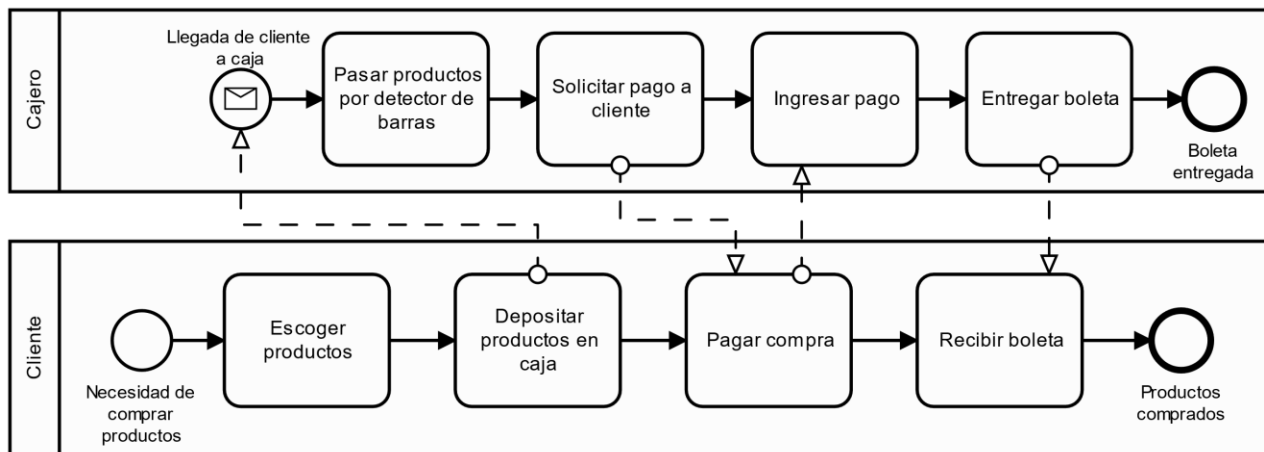 Cajero
Llegada de cliente
a caja
Pasar productos
por detector de
barras
Solicitar pago a
cliente
Ingresar pago
Entregar boleta
Boleta
entregada
Cliente
Necesidad de
comprar
productos
Escoger
productos
Depositar
productos en
caja
Pagar compra
Recibir boleta
Productos
comprados